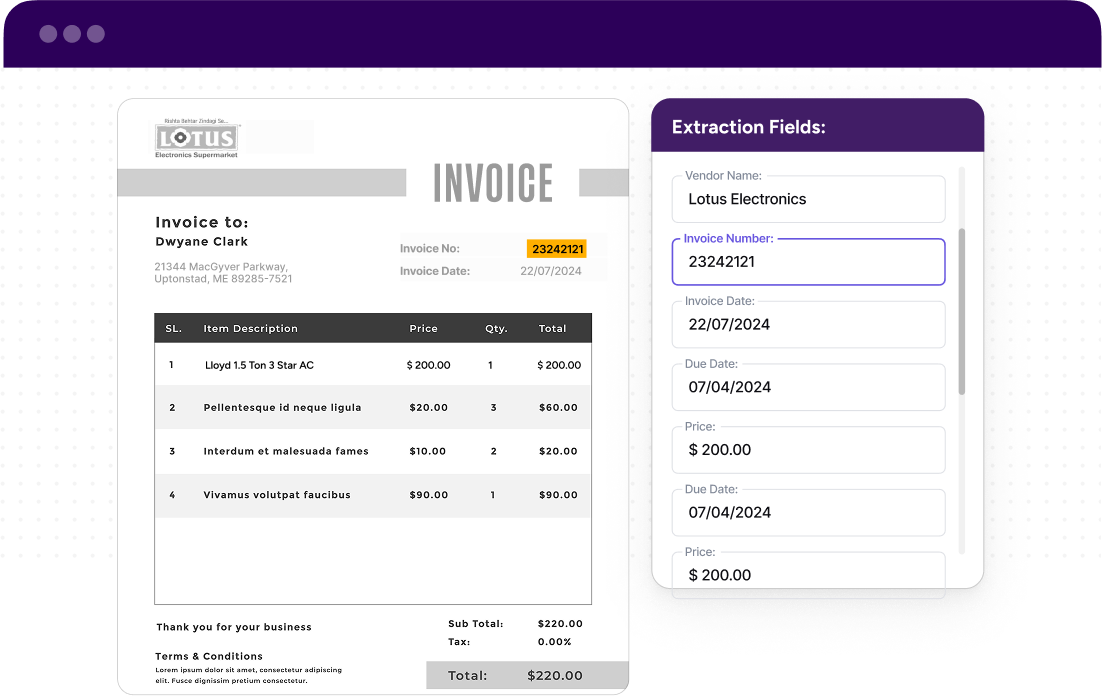 Rishta Behtar Zindagi Se...
LOTUS
Electronics Supermarket
INVOICE
Invoice to:
Dwyane Clark
21344 MacGyver Parkway,
Uptonstad, ME 89285-7521
Invoice No: 23242121
Invoice Date: 22/07/2024
SL. Item Description Price Qty. Total
1 Lloyd 1.5 Ton 3 Star AC $ 200.00 1 $ 200.00
2 Pellentesque id neque ligula $20.00 3 $60.00
3 Interdum et malesuada fames $10.00 2 $20.00
4 Vivamus volutpat faucibus $90.00 1 $90.00
Thank you for your business
Sub Total: $220.00
Tax: 0.00%
Terms & Conditions
Lorem ipsum dolor sit amet, consectetur adipiscing
elit. Fusce dignissim pretium consectetur.
Total: $220.00
Extraction Fields:
Vendor Name:
Lotus Electronics
Invoice Number:
23242121
Invoice Date:
22/07/2024
Due Date:
07/04/2024
Price:
$ 200.00
Due Date:
07/04/2024
Price:
$ 200.00